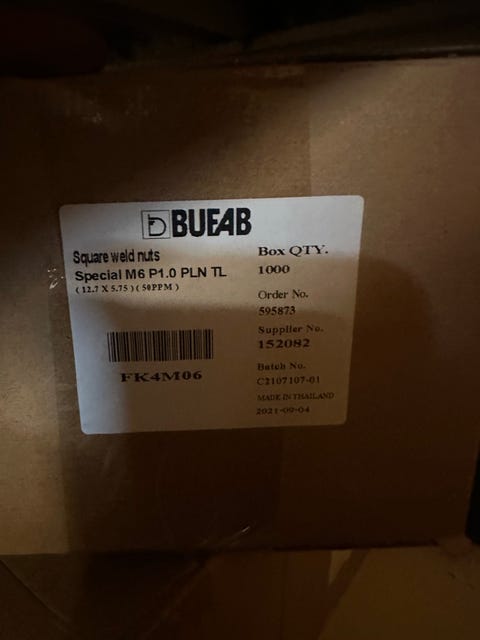 BUFAB
Square weld nuts
Special M6 P1.0 PLN TL
( 12.7 X 5.75 ) ( 50PPM )
FK4M06
Box QTY.
1000
Order No.
595873
Supplier No.
152082
Batch No.
C2107107-01
MADE IN THAILAND
2021-09-04